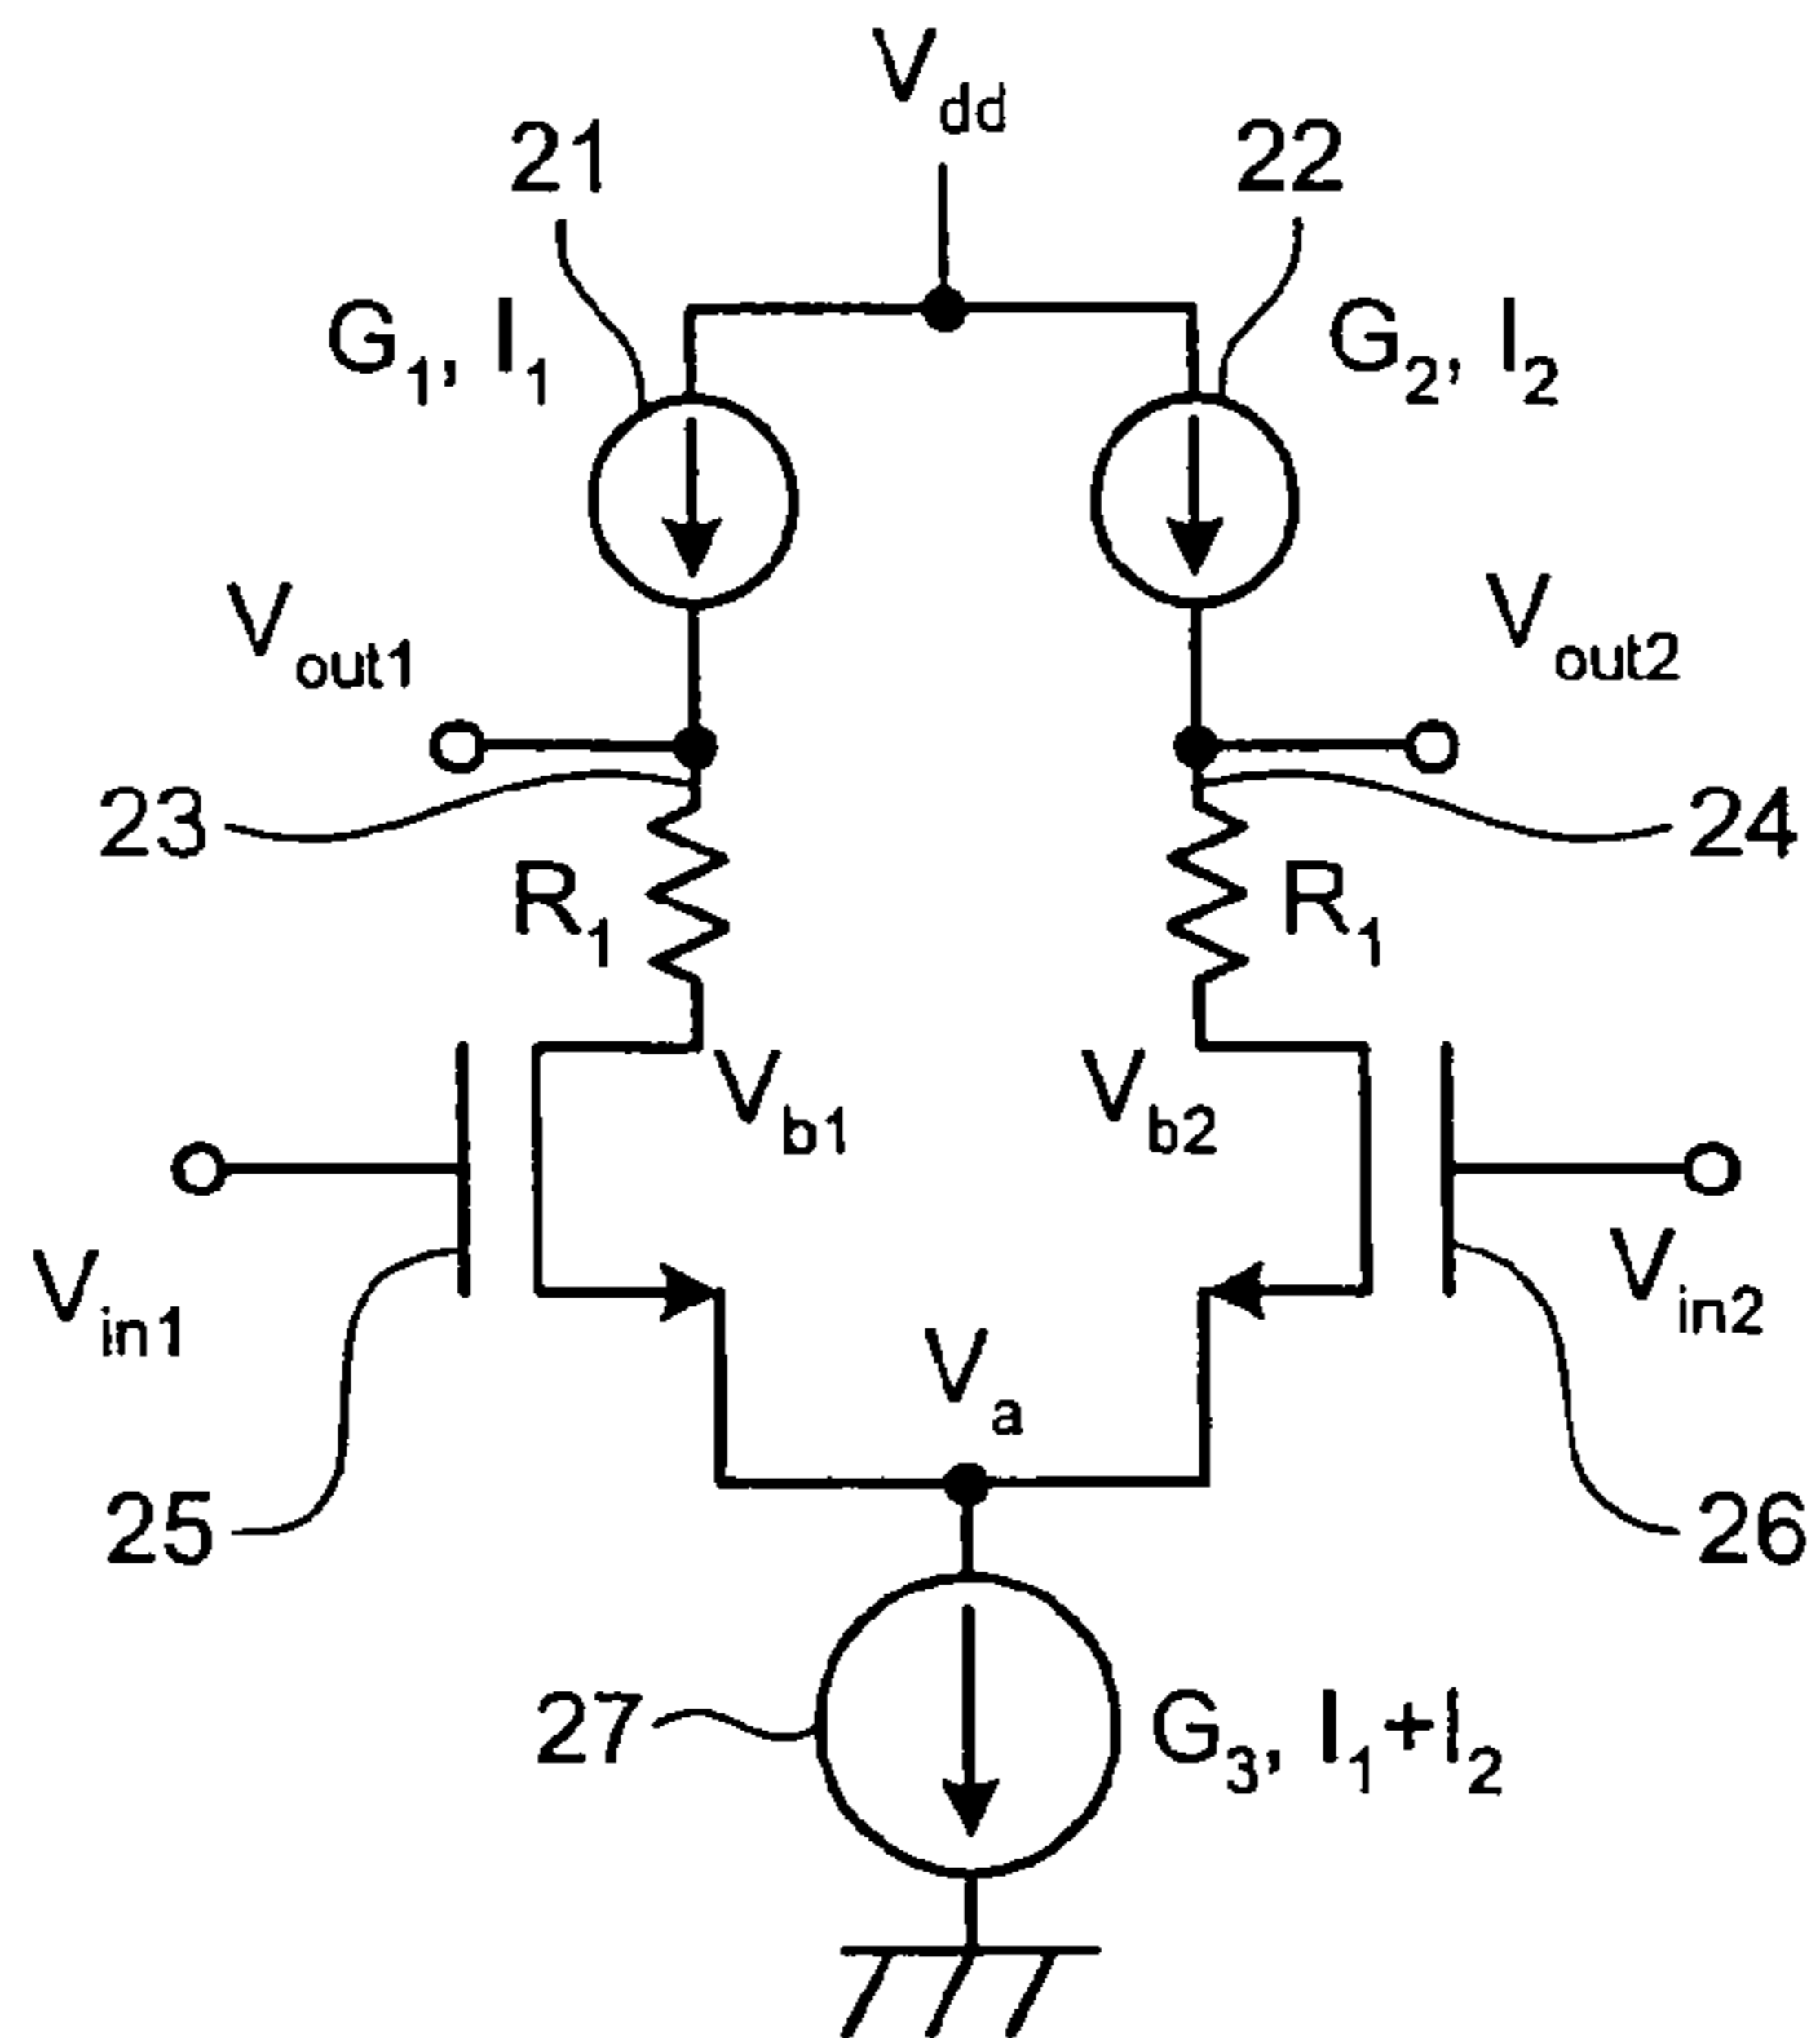 Vdd
21
22
G1, I1
G2, I2
Vout1
Vout2
23
24
R1
R1
Vb1
Vb2
Vin1
Vin2
Va
25
26
27
G3, I1+I2